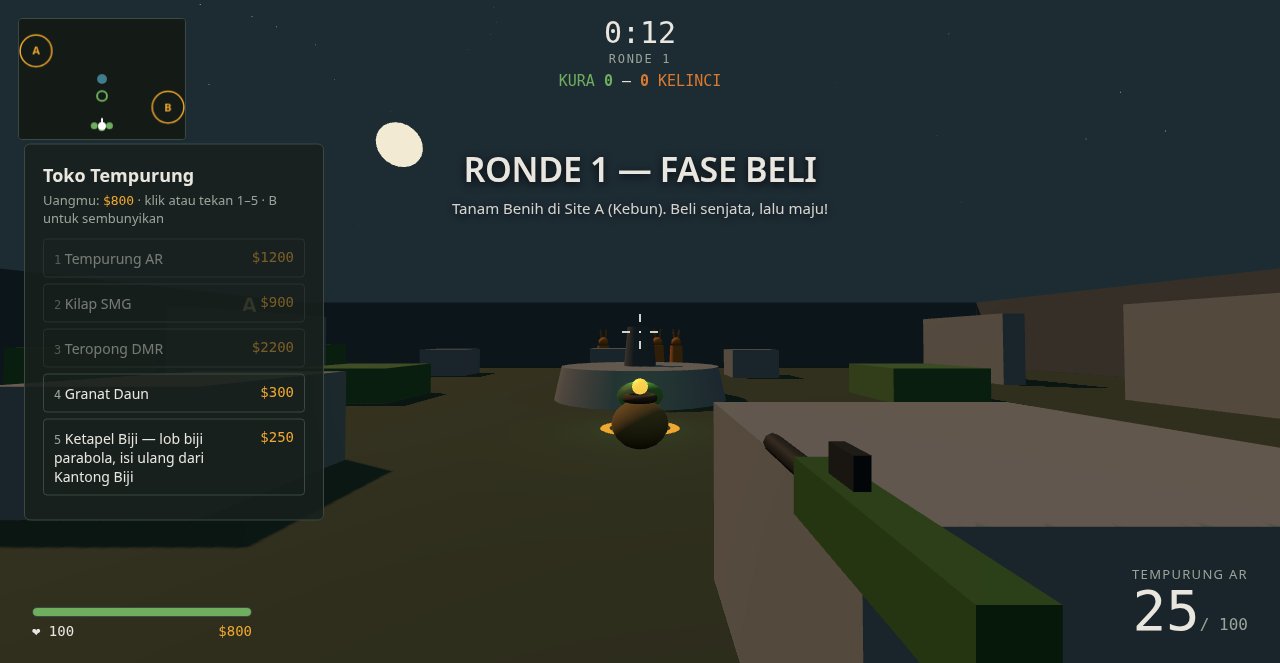 0:12
RONDE 1
KURA 0 — 0 KELINCI
A
B
RONDE 1 — FASE BELI
Tanam Benih di Site A (Kebun). Beli senjata, lalu maju!
Toko Tempurung
Uangmu: $800 · klik atau tekan 1–5 · B
untuk sembunyikan
1 Tempurung AR $1200
2 Kilap SMG $900
A
3 Teropong DMR $2200
4 Granat Daun $300
5 Ketapel Biji — lob biji $250
parabola, isi ulang dari
Kantong Biji
❤ 100 $800
TEMPURUNG AR
25 / 100